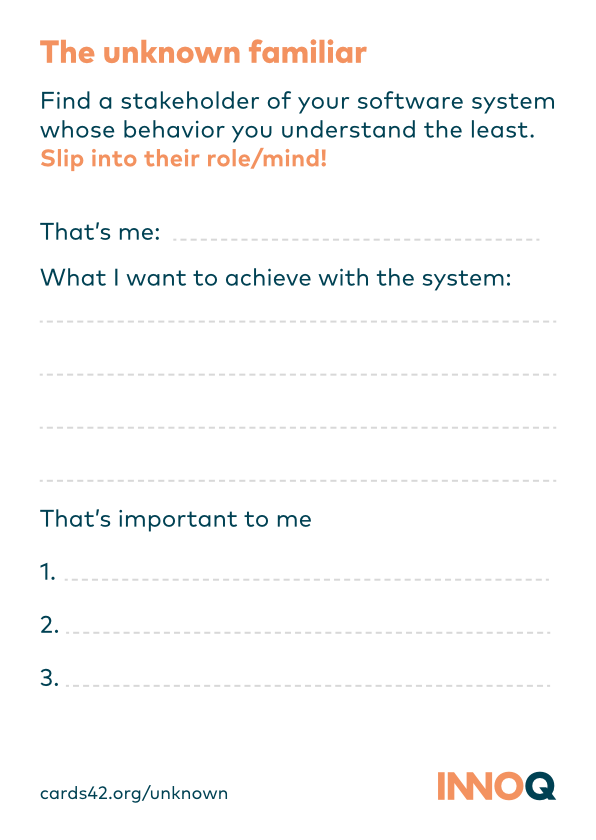 The unknown familiar
Find a stakeholder of your software system
whose behavior you understand the least.
Slip into their role/mind!
That’s me:
What I want to achieve with the system:
That’s important to me
1.
2.
3.
cards42.org/unknown
INNOQ